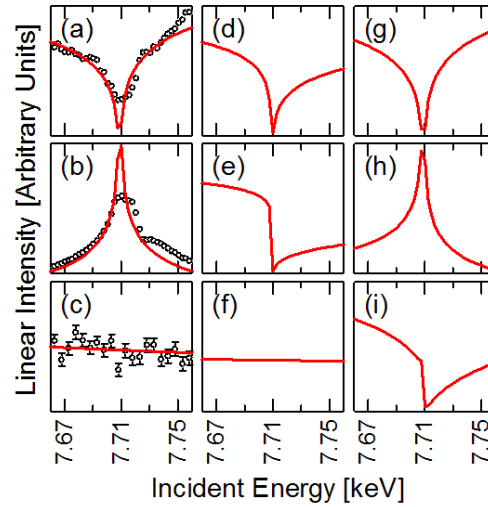 Linear Intensity [Arbitrary Units]
(a) (d) (g)
(b) (e) (h)
(c) (f) (i)
7.67 7.71 7.75 7.67 7.71 7.75 7.67 7.71 7.75
Incident Energy [keV]